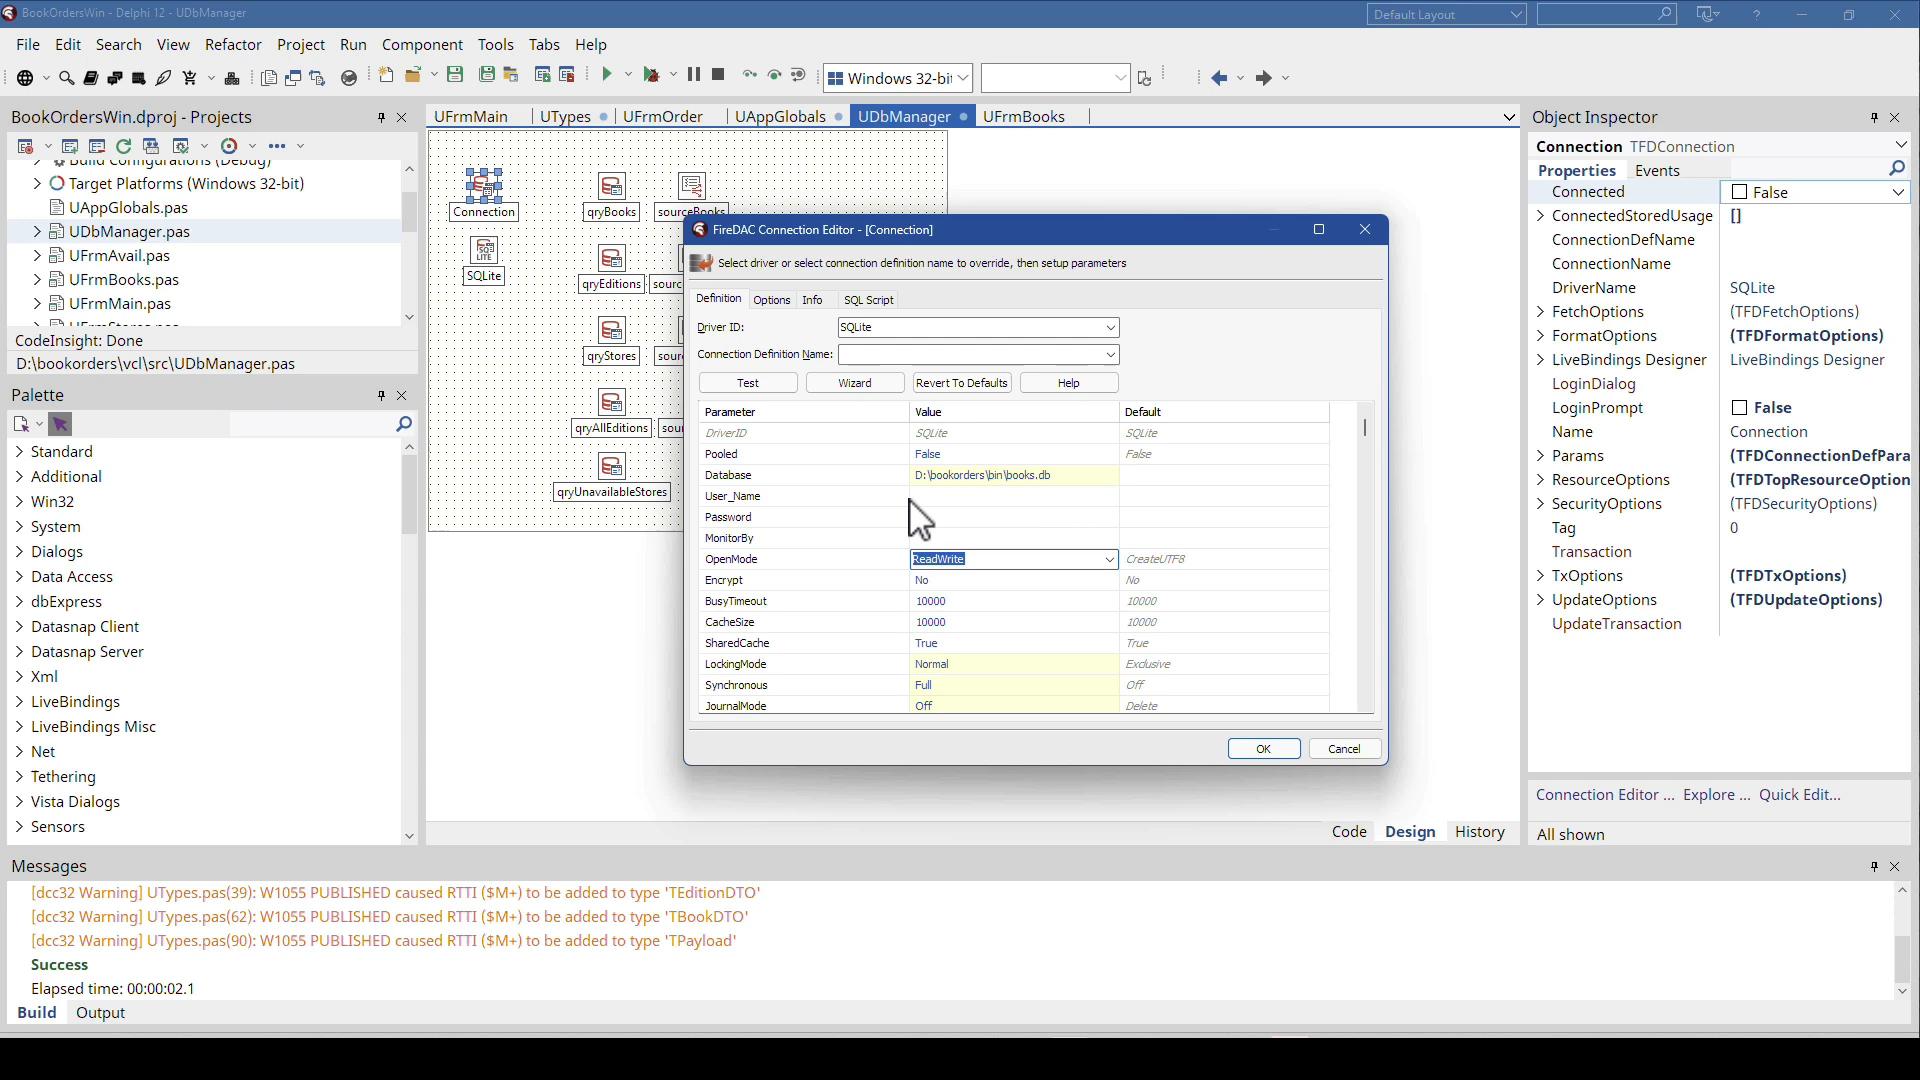 BookOrdersWin - Delphi 12 - UDbManager
Default Layout
File Edit Search View Refactor Project Run Component Tools Tabs Help
Windows 32-bit
BookOrdersWin.dproj - Projects
Build Configurations (Debug)
Target Platforms (Windows 32-bit)
UAppGlobals.pas
UDbManager.pas
UFrmAvail.pas
UFrmBooks.pas
UFrmMain.pas
CodeInsight: Done
D:\bookorders\vcl\src\UDbManager.pas
Palette
Standard
Additional
Win32
System
Dialogs
Data Access
dbExpress
Datasnap Client
Datasnap Server
Xml
LiveBindings
LiveBindings Misc
Net
Tethering
Vista Dialogs
Sensors
UFrmMain UTypes UFrmOrder UAppGlobals UDbManager UFrmBooks
Connection qryBooks sourceBooks
SQLite
qryEditions
qryStores
qryAllEditions
qryUnavailableStores
FireDAC Connection Editor - [Connection]
Select driver or select connection definition name to override, then setup parameters
Definition Options Info SQL Script
Driver ID: SQLite
Connection Definition Name:
Test Wizard Revert To Defaults Help
Parameter Value Default
DriverID SQLite SQLite
Pooled False False
Database D:\bookorders\bin\books.db
User_Name
Password
MonitorBy
OpenMode ReadWrite CreateUTF8
Encrypt No No
BusyTimeout 10000 10000
CacheSize 10000 10000
SharedCache True True
LockingMode Normal Exclusive
Synchronous Full Off
JournalMode Off Delete
OK Cancel
Code Design History
Object Inspector
Connection TFDConnection
Properties Events
Connected False
ConnectedStoredUsage []
ConnectionDefName
ConnectionName
DriverName SQLite
FetchOptions (TFDFetchOptions)
FormatOptions (TFDFormatOptions)
LiveBindings Designer LiveBindings Designer
LoginDialog
LoginPrompt False
Name Connection
Params (TFDConnectionDefPara
ResourceOptions (TFDTopResourceOption
SecurityOptions (TFDSecurityOptions)
Tag 0
Transaction
TxOptions (TFDTxOptions)
UpdateOptions (TFDUpdateOptions)
UpdateTransaction
Connection Editor ... Explore ... Quick Edit...
All shown
Messages
[dcc32 Warning] UTypes.pas(39): W1055 PUBLISHED caused RTTI ($M+) to be added to type 'TEditionDTO'
[dcc32 Warning] UTypes.pas(62): W1055 PUBLISHED caused RTTI ($M+) to be added to type 'TBookDTO'
[dcc32 Warning] UTypes.pas(90): W1055 PUBLISHED caused RTTI ($M+) to be added to type 'TPayload'
Success
Elapsed time: 00:00:02.1
Build Output